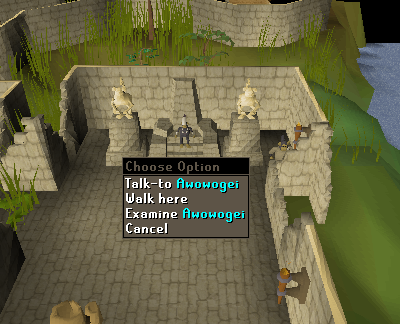 Choose Option
Talk-to Awowogei
Walk here
Examine Awowogei
Cancel